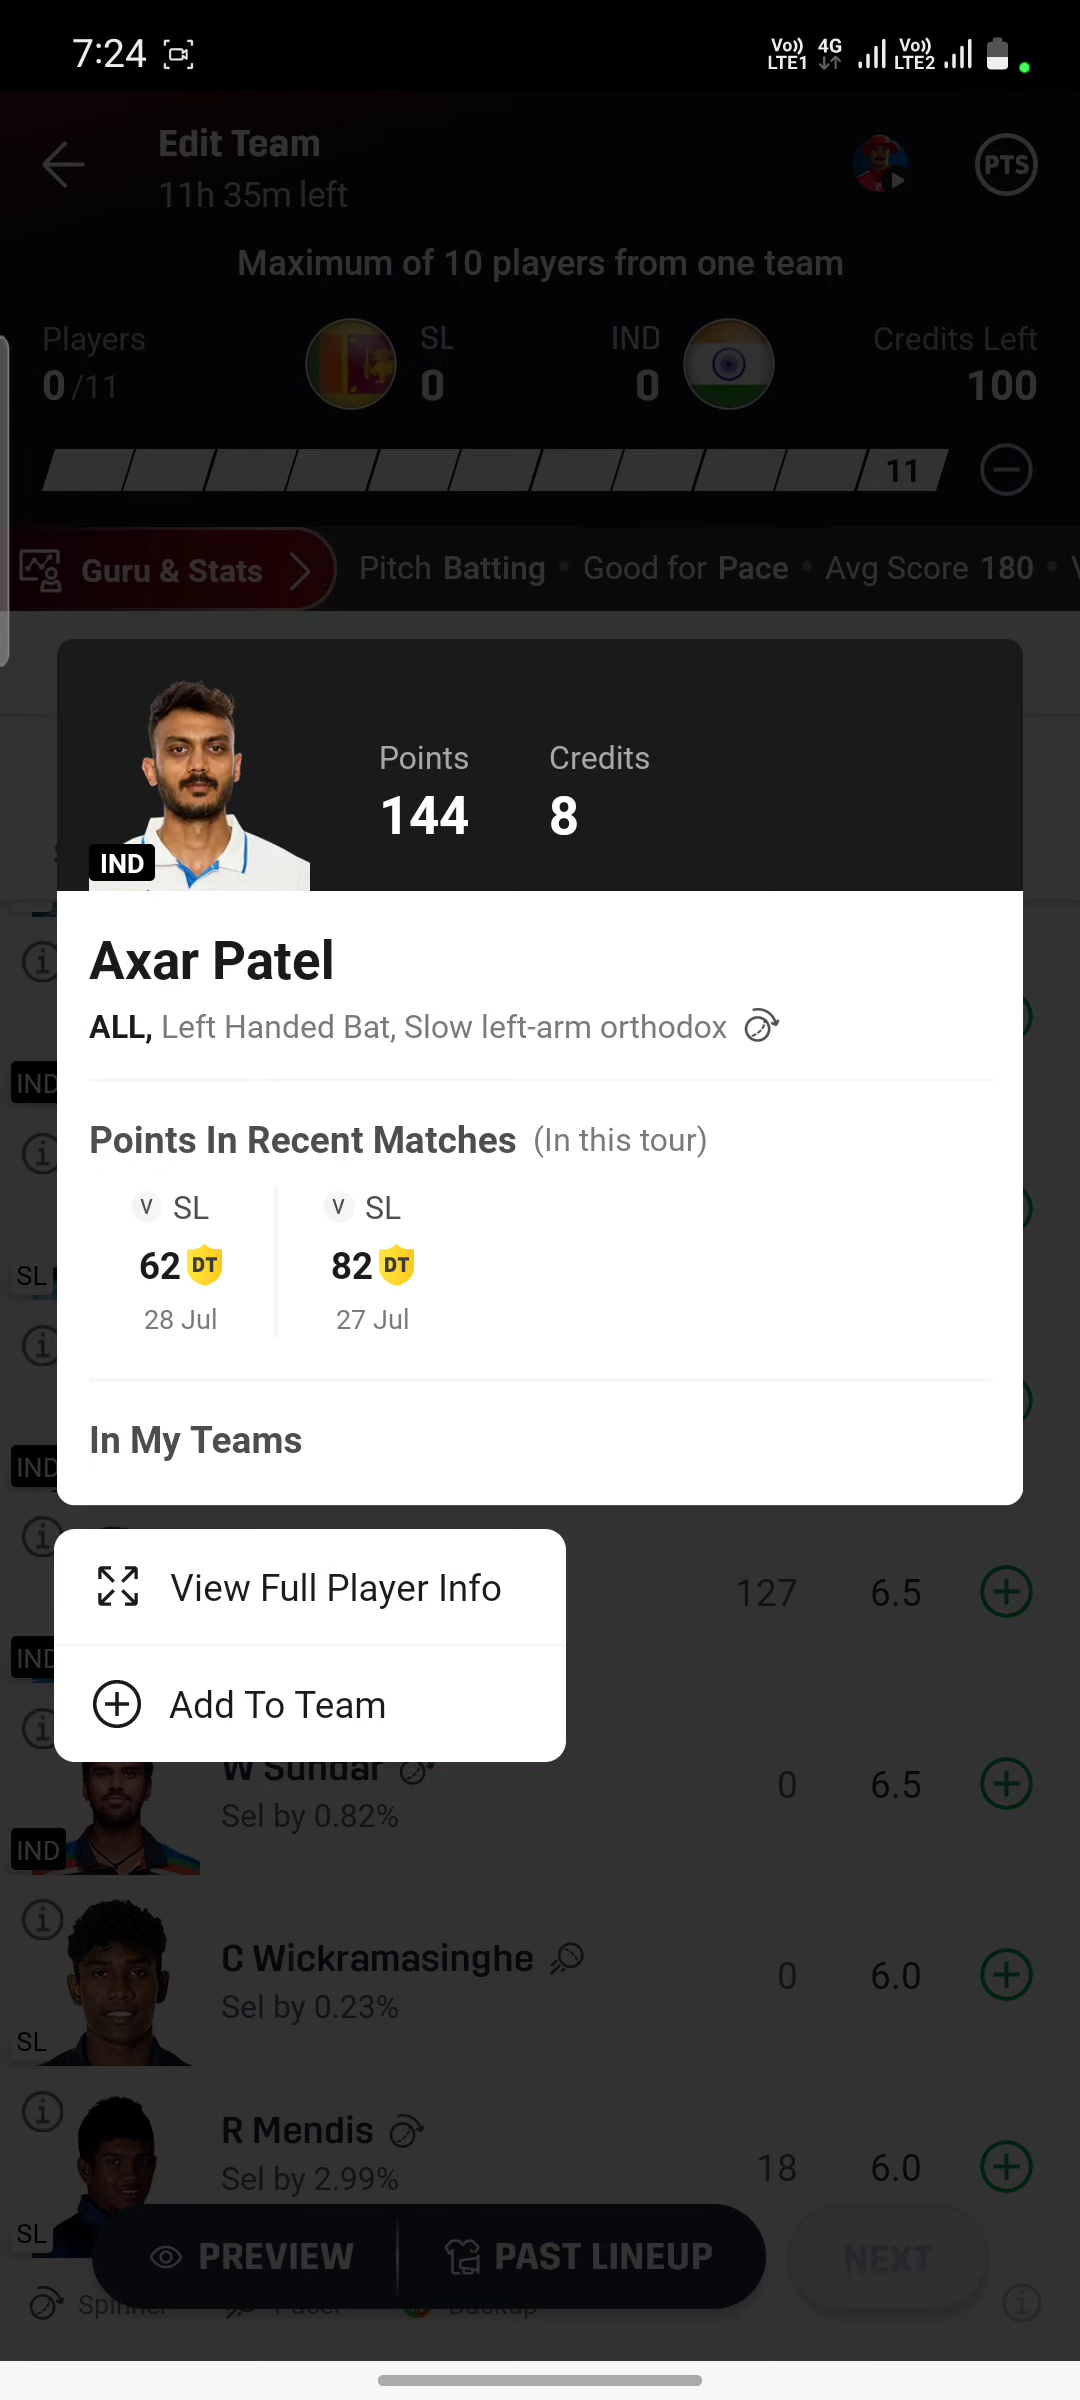 7:24 Vo)) LTE1 4G Vo)) LTE2
Edit Team
11h 35m left
PTS
Maximum of 10 players from one team
Players SL IND Credits Left
0/11 0 0 100
11
Guru & Stats Pitch Batting • Good for Pace • Avg Score 180 •
Points Credits
144 8
IND
Axar Patel
ALL, Left Handed Bat, Slow left-arm orthodox
IND
Points In Recent Matches (In this tour)
V SL V SL
62 DT 82 DT
SL
28 Jul 27 Jul
In My Teams
IND
View Full Player Info
127 6.5
IND
Add To Team
W Sundar
0 6.5
Sel by 0.82%
IND
C Wickramasinghe
0 6.0
Sel by 0.23%
SL
R Mendis
18 6.0
Sel by 2.99%
SL
PREVIEW PAST LINEUP NEXT
Spinner Pacer Backup